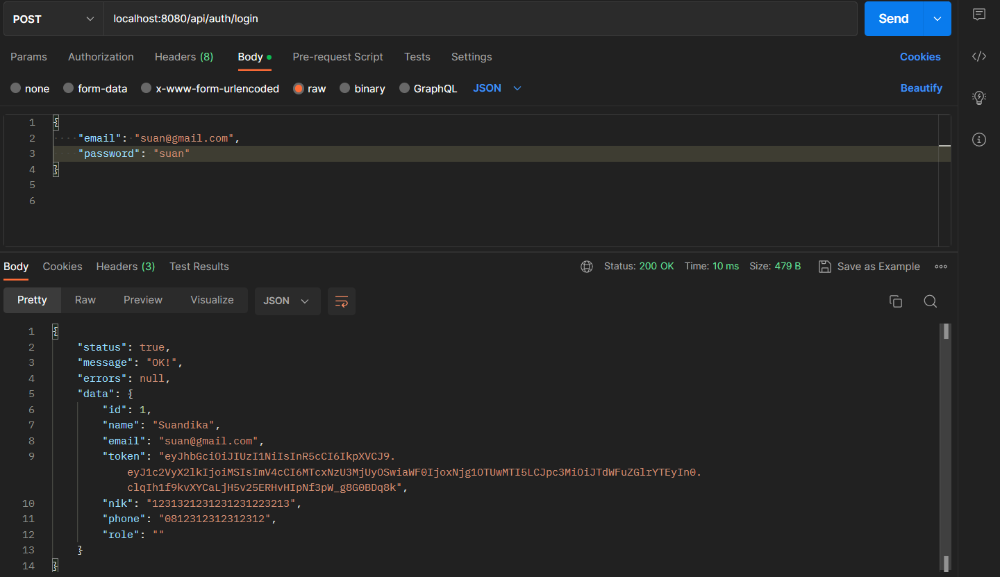 POST localhost:8080/api/auth/login Send
Params Authorization Headers (8) Body Pre-request Script Tests Settings Cookies
none form-data x-www-form-urlencoded raw binary GraphQL JSON Beautify
1 {
2 "email": "suan@gmail.com",
3 "password": "suan"
4 }
5
6
Body Cookies Headers (3) Test Results Status: 200 OK Time: 10 ms Size: 479 B Save as Example
Pretty Raw Preview Visualize JSON
1 {
2 "status": true,
3 "message": "OK!",
4 "errors": null,
5 "data": {
6 "id": 1,
7 "name": "Suandika",
8 "email": "suan@gmail.com",
9 "token": "eyJhbGciOiJIUzI1NiIsInR5cCI6IkpXVCJ9.
eyJ1c2VyX2lkIjoiMSIsImV4cCI6MTcxNzU3MjUyOSwiaWF0IjoxNjg1OTUwMTI5LCJpc3MiOiJTdWFuZGlrYTEyIn0.
clqIh1f9kvXYCaLjH5v25ERHvHIpNf3pW_g8G0BDq8k",
10 "nik": "1231321231231231223213",
11 "phone": "0812312312312312",
12 "role": ""
13 }
14 }